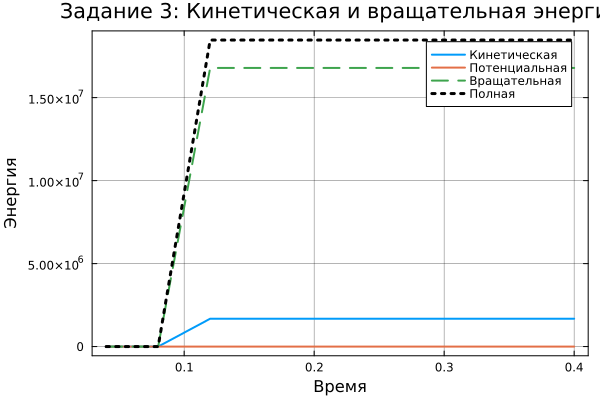 Задание 3: Кинетическая и вращательная энерги
Кинетическая
Потенциальная
Вращательная
Полная
1.50×10⁷
1.00×10⁷
5.00×10⁶
0
Энергия
0.1
0.2
0.3
0.4
Время